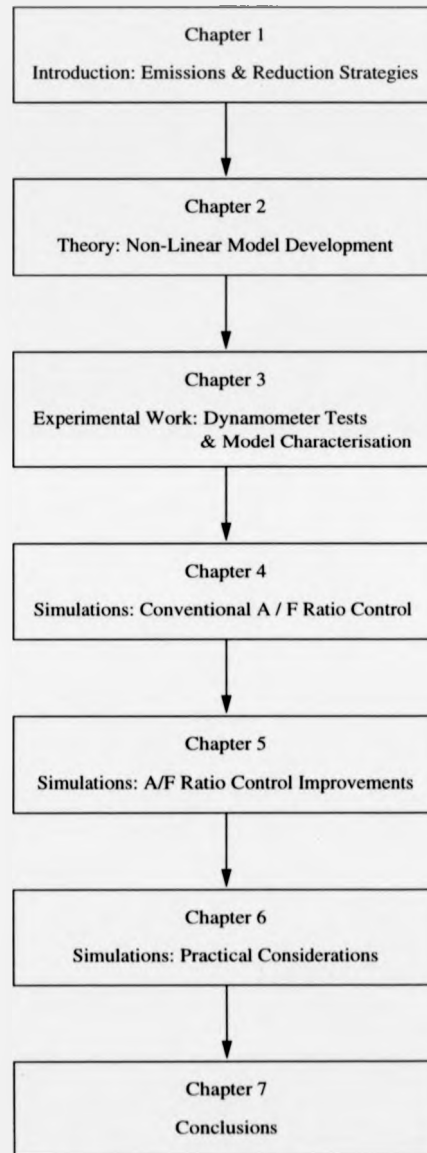 Chapter 1
Introduction: Emissions & Reduction Strategies
Chapter 2
Theory: Non-Linear Model Development
Chapter 3
Experimental Work: Dynamometer Tests
& Model Characterisation
Chapter 4
Simulations: Conventional A / F Ratio Control
Chapter 5
Simulations: A/F Ratio Control Improvements
Chapter 6
Simulations: Practical Considerations
Chapter 7
Conclusions